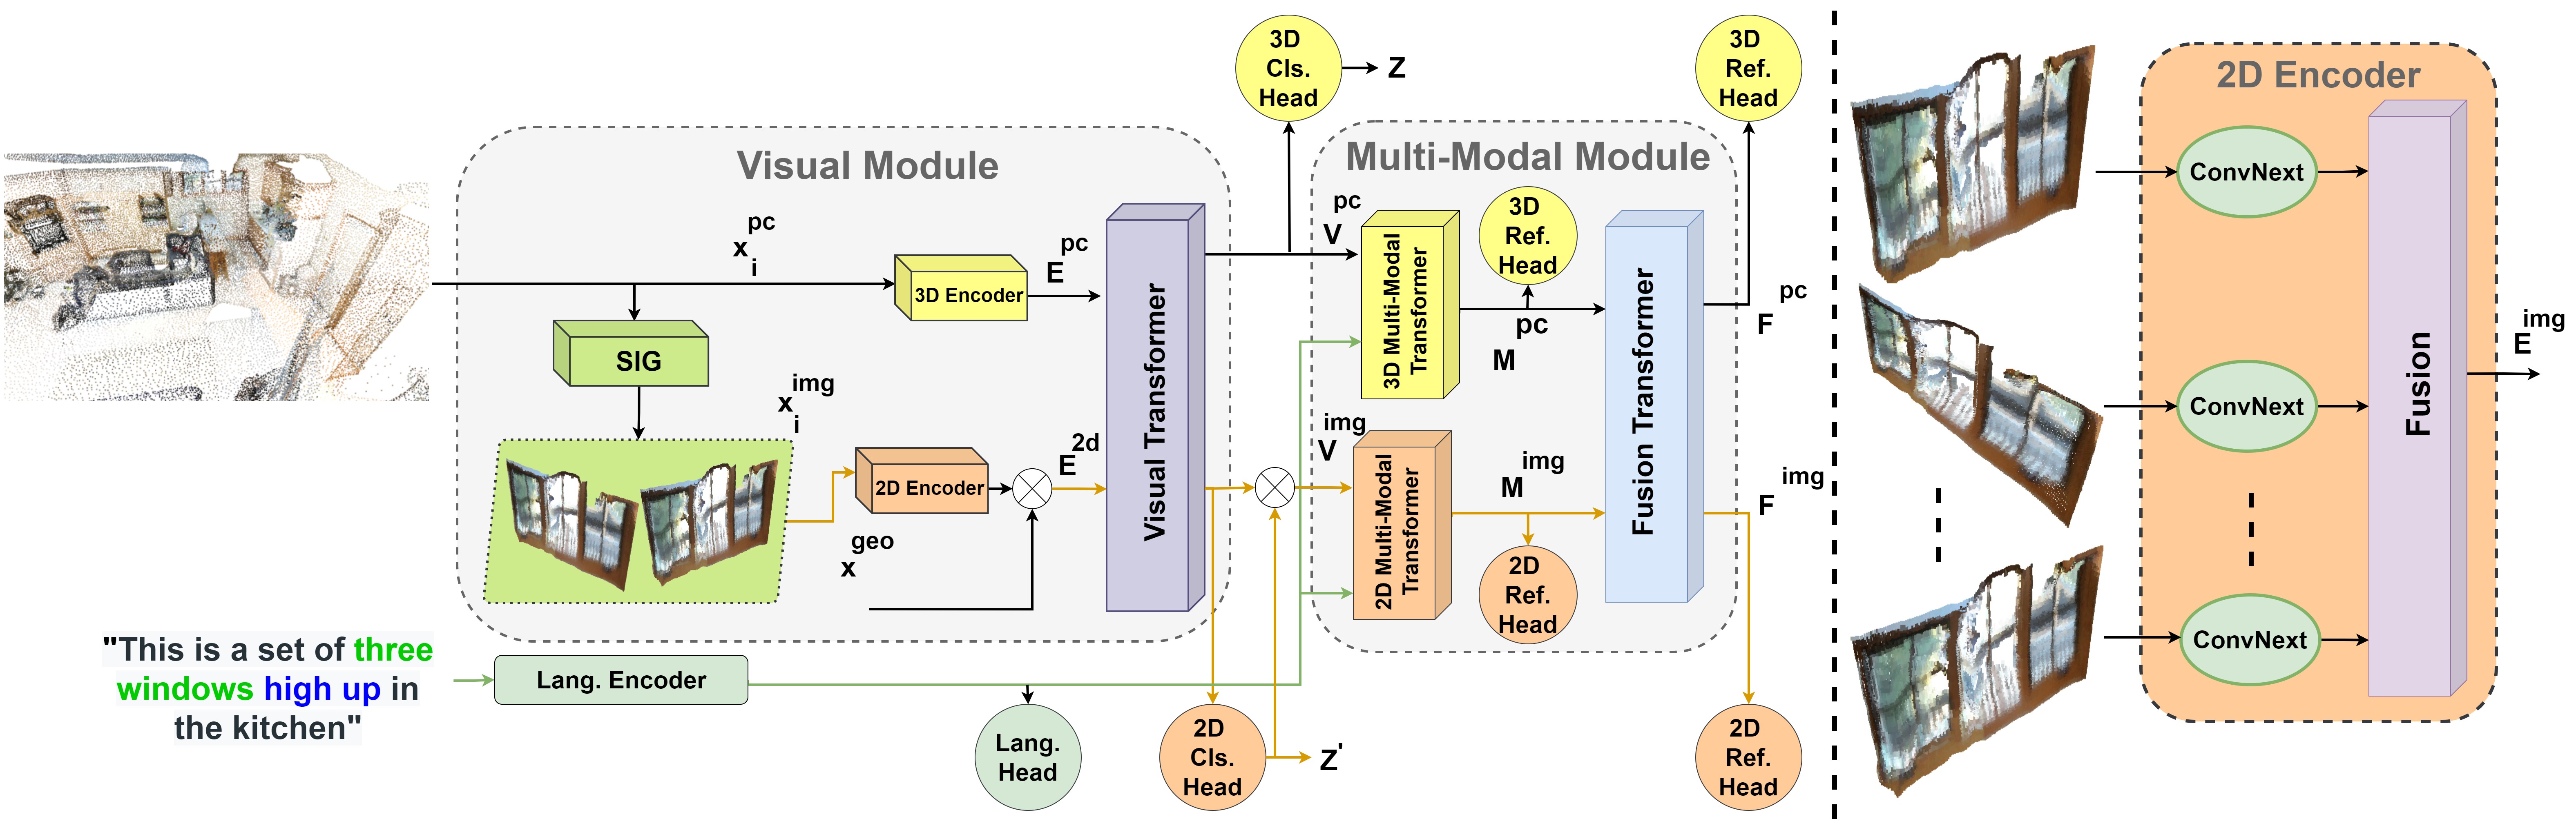 Visual Module
x
pc
i
SIG
3D Encoder
E
pc
x
img
i
2D Encoder
E
2d
x
geo
Visual Transformer
"This is a set of three
windows high up in
the kitchen"
Lang. Encoder
Lang.
Head
3D
Cls.
Head
Z
2D
Cls.
Head
Z'
Multi-Modal Module
V
pc
3D Multi-Modal
Transformer
3D
Ref.
Head
M
pc
V
img
2D Multi-Modal
Transformer
M
img
2D
Ref.
Head
Fusion Transformer
3D
Ref.
Head
F
pc
F
img
2D
Ref.
Head
2D Encoder
ConvNext
ConvNext
ConvNext
Fusion
E
img